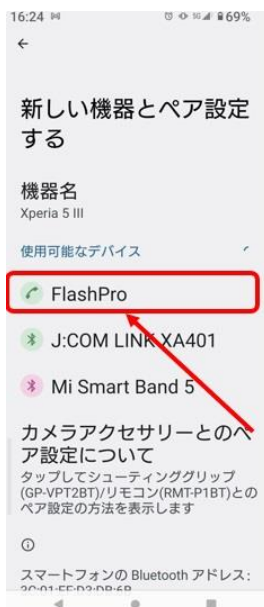 16:24 5G 69%
新しい機器とペア設定
する
機器名
Xperia 5 III
使用可能なデバイス
FlashPro
J:COM LINK XA401
Mi Smart Band 5
カメラアクセサリーとのペ
ア設定について
タップしてシューティンググリップ
(GP-VPT2BT)/リモコン(RMT-P1BT)との
ペア設定の方法を表示します
スマートフォンの Bluetooth アドレス: